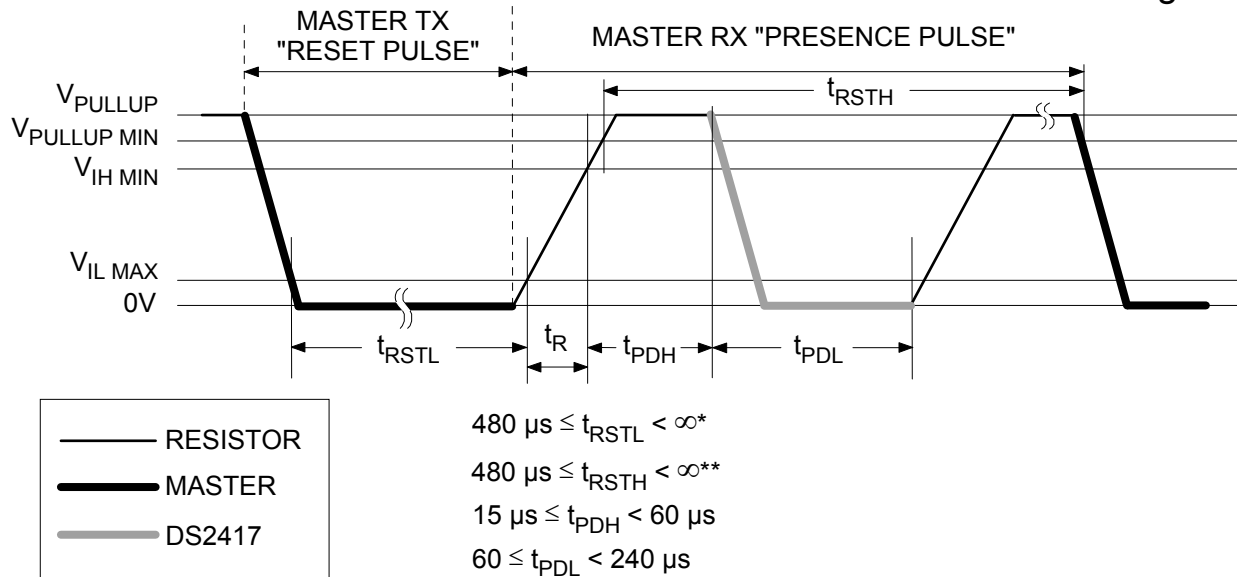 MASTER TX
"RESET PULSE"
MASTER RX "PRESENCE PULSE"
tRSTH
VPULLUP
VPULLUP MIN
VIH MIN
VIL MAX
0V
tRSTL
tR
tPDH
tPDL
RESISTOR
MASTER
DS2417
480 µs ≤ tRSTL < ∞*
480 µs ≤ tRSTH < ∞**
15 µs ≤ tPDH < 60 µs
60 ≤ tPDL < 240 µs